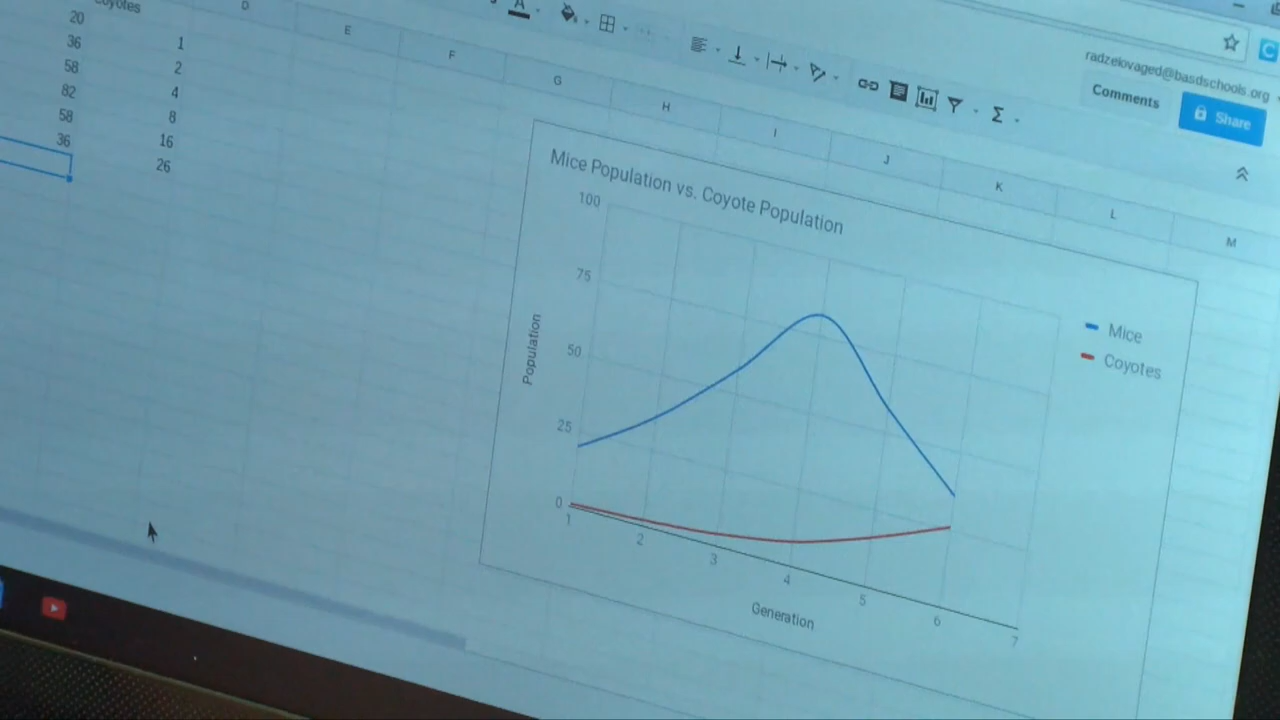 A
radzelovaged@basdschools.org
Comments
Share
Σ
D E F G H I J K L M
20
36 1
58 2
82 4
58 8
36 16
26
Mice Population vs. Coyote Population
100
75
50
25
0
Population
1 2 3 4 5 6 7
Generation
Mice
Coyotes